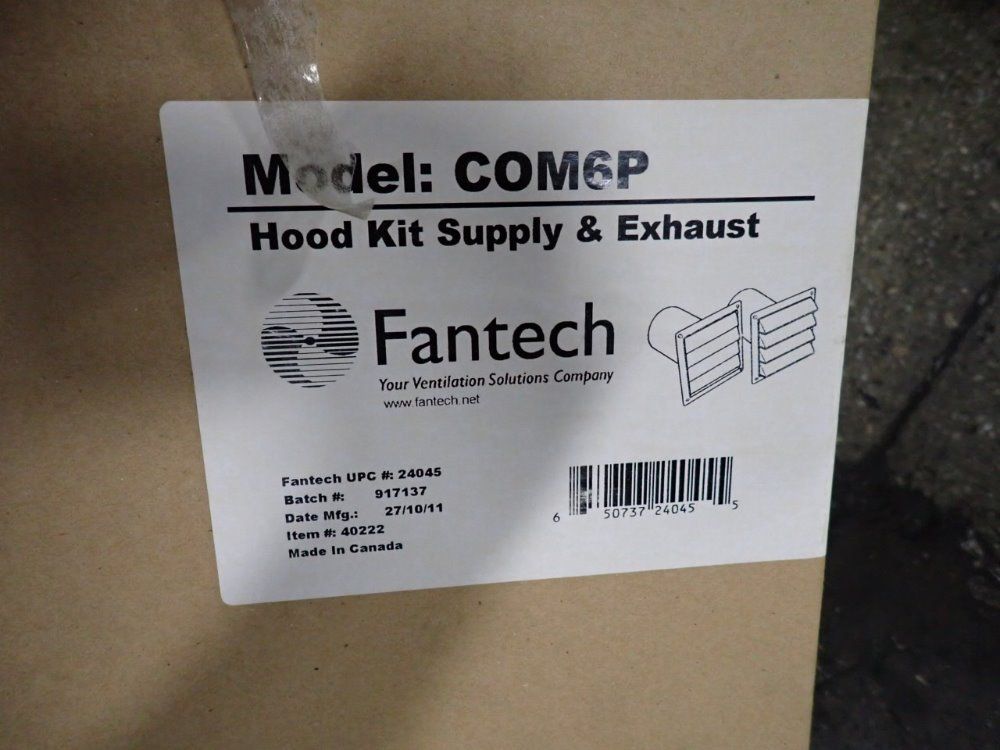 Model: COM6P
Hood Kit Supply & Exhaust
Fantech
Your Ventilation Solutions Company
www.fantech.net
Fantech UPC #: 24045
Batch #: 917137
Date Mfg.: 27/10/11
Item #: 40222
Made In Canada
6 50737 24045 5